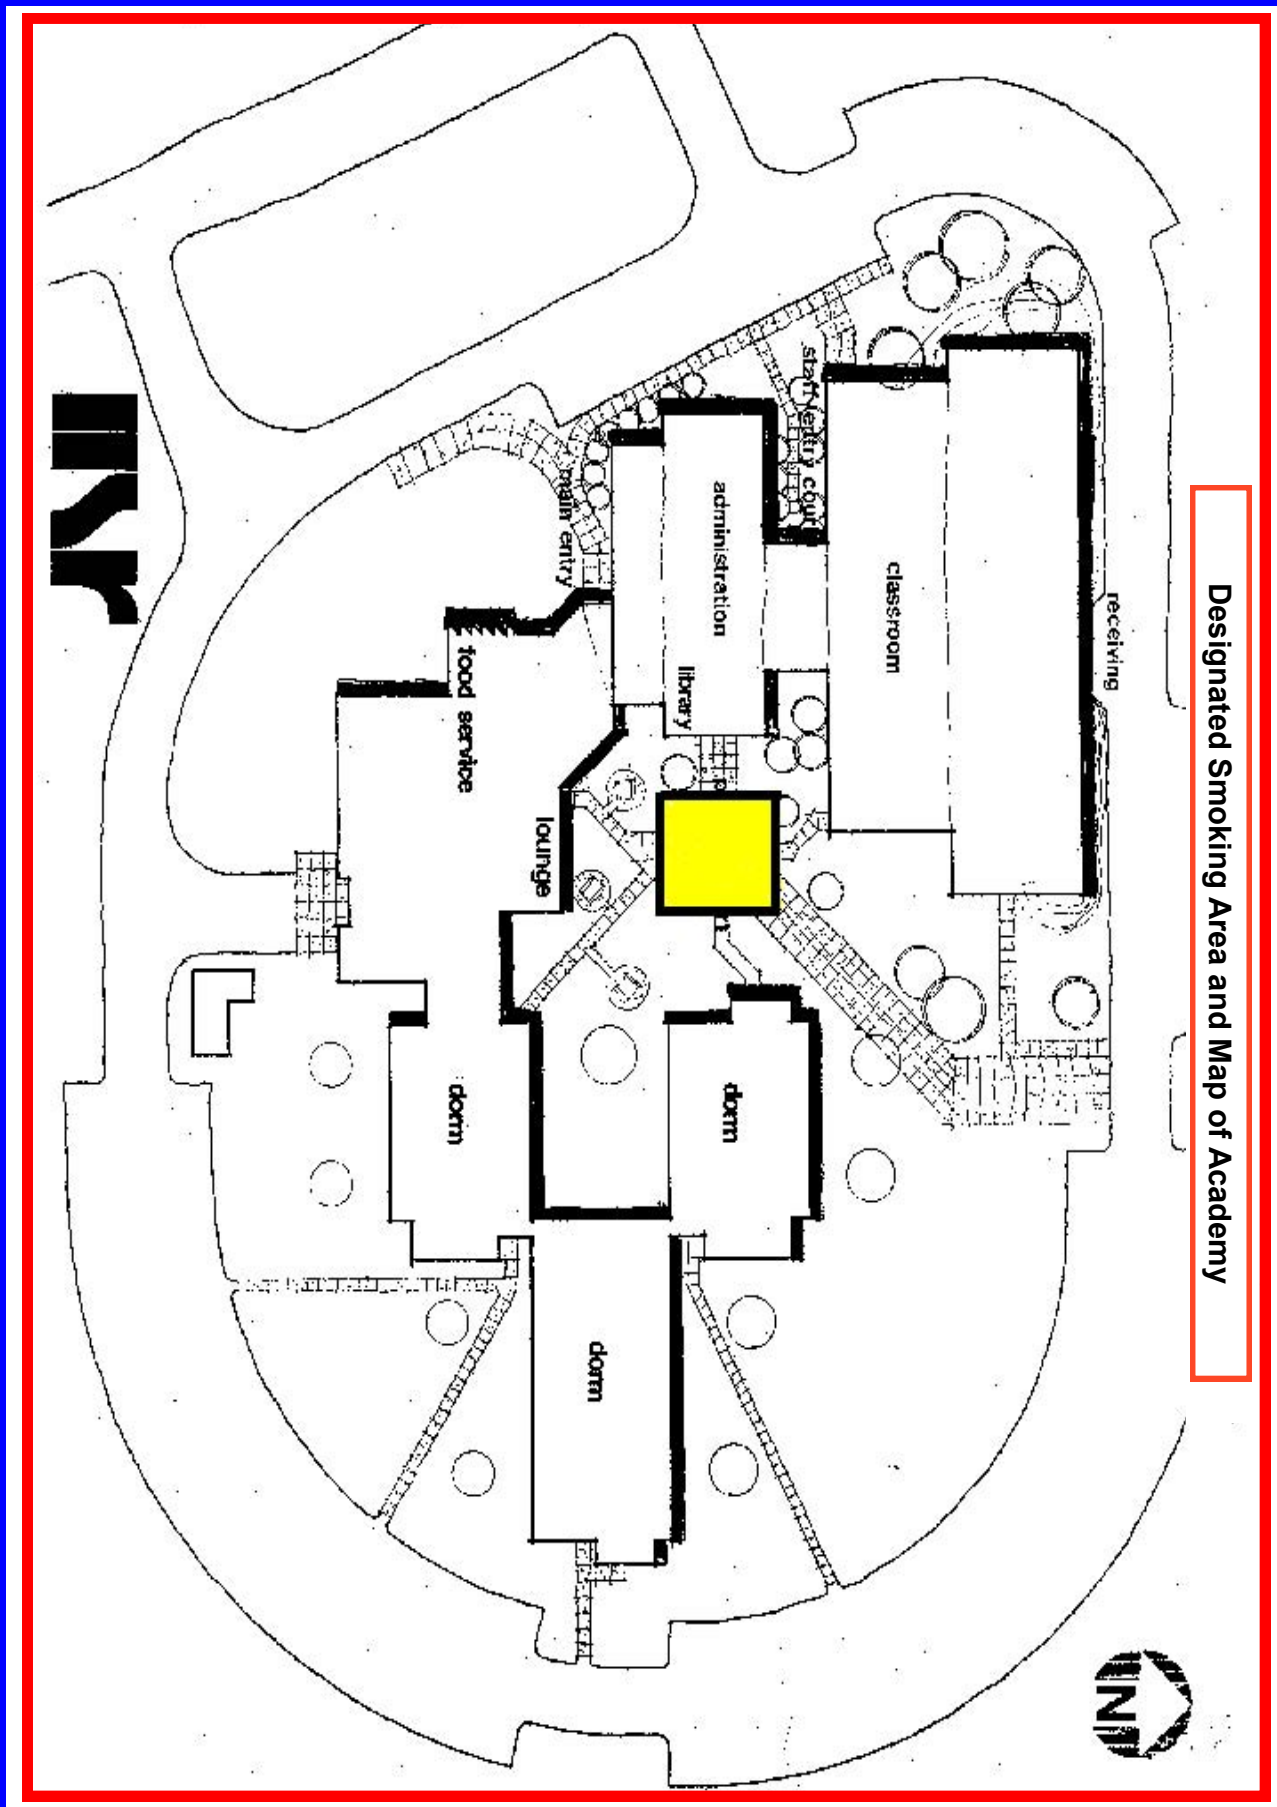 Designated Smoking Area and Map of Academy
receiving
classroom
staff entry court
administration
library
main entry
food service
lounge
dorm
dorm
dorm
N